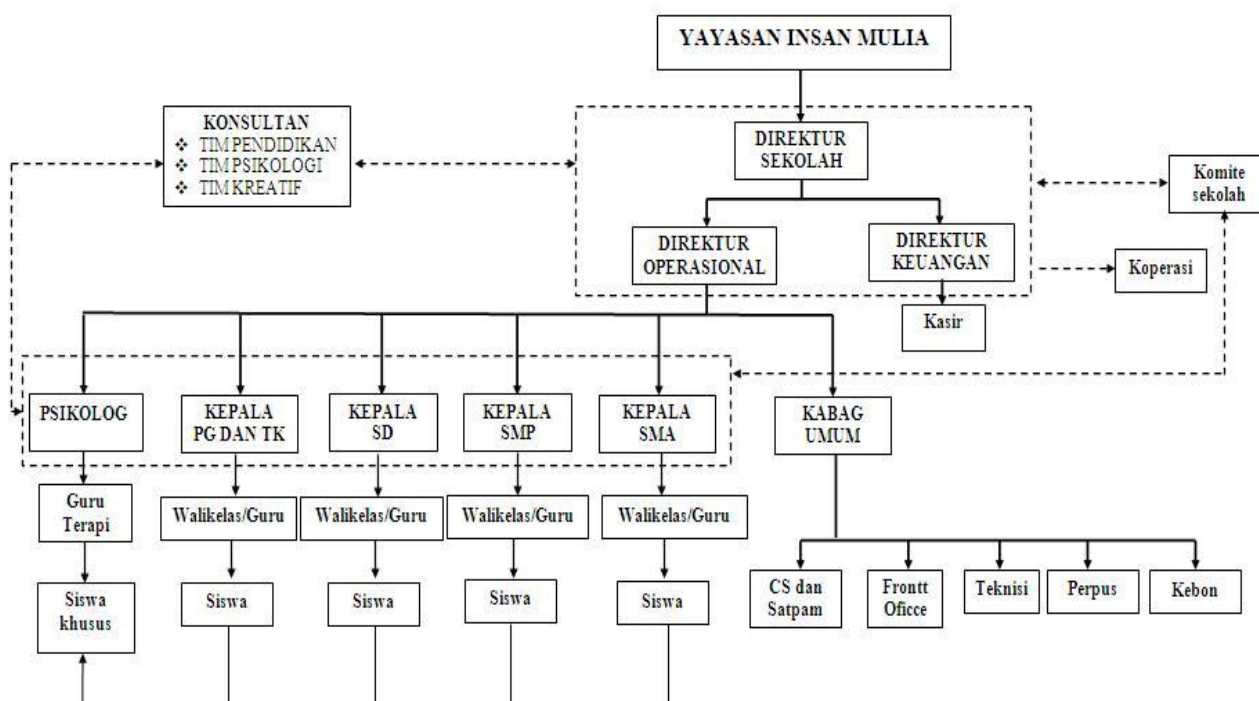 YAYASAN INSAN MULIA
KONSULTAN
❖ TIM PENDIDIKAN
❖ TIM PSIKOLOGI
❖ TIM KREATIF
DIREKTUR
SEKOLAH
Komite
sekolah
DIREKTUR
OPERASIONAL
DIREKTUR
KEUANGAN
Koperasi
Kasir
PSIKOLOG
KEPALA
PG DAN TK
KEPALA
SD
KEPALA
SMP
KEPALA
SMA
KABAG
UMUM
Guru
Terapi
Walikelas/Guru
Walikelas/Guru
Walikelas/Guru
Walikelas/Guru
Siswa
khusus
Siswa
Siswa
Siswa
Siswa
CS dan
Satpam
Frontt
Oficce
Teknisi
Perpus
Kebon